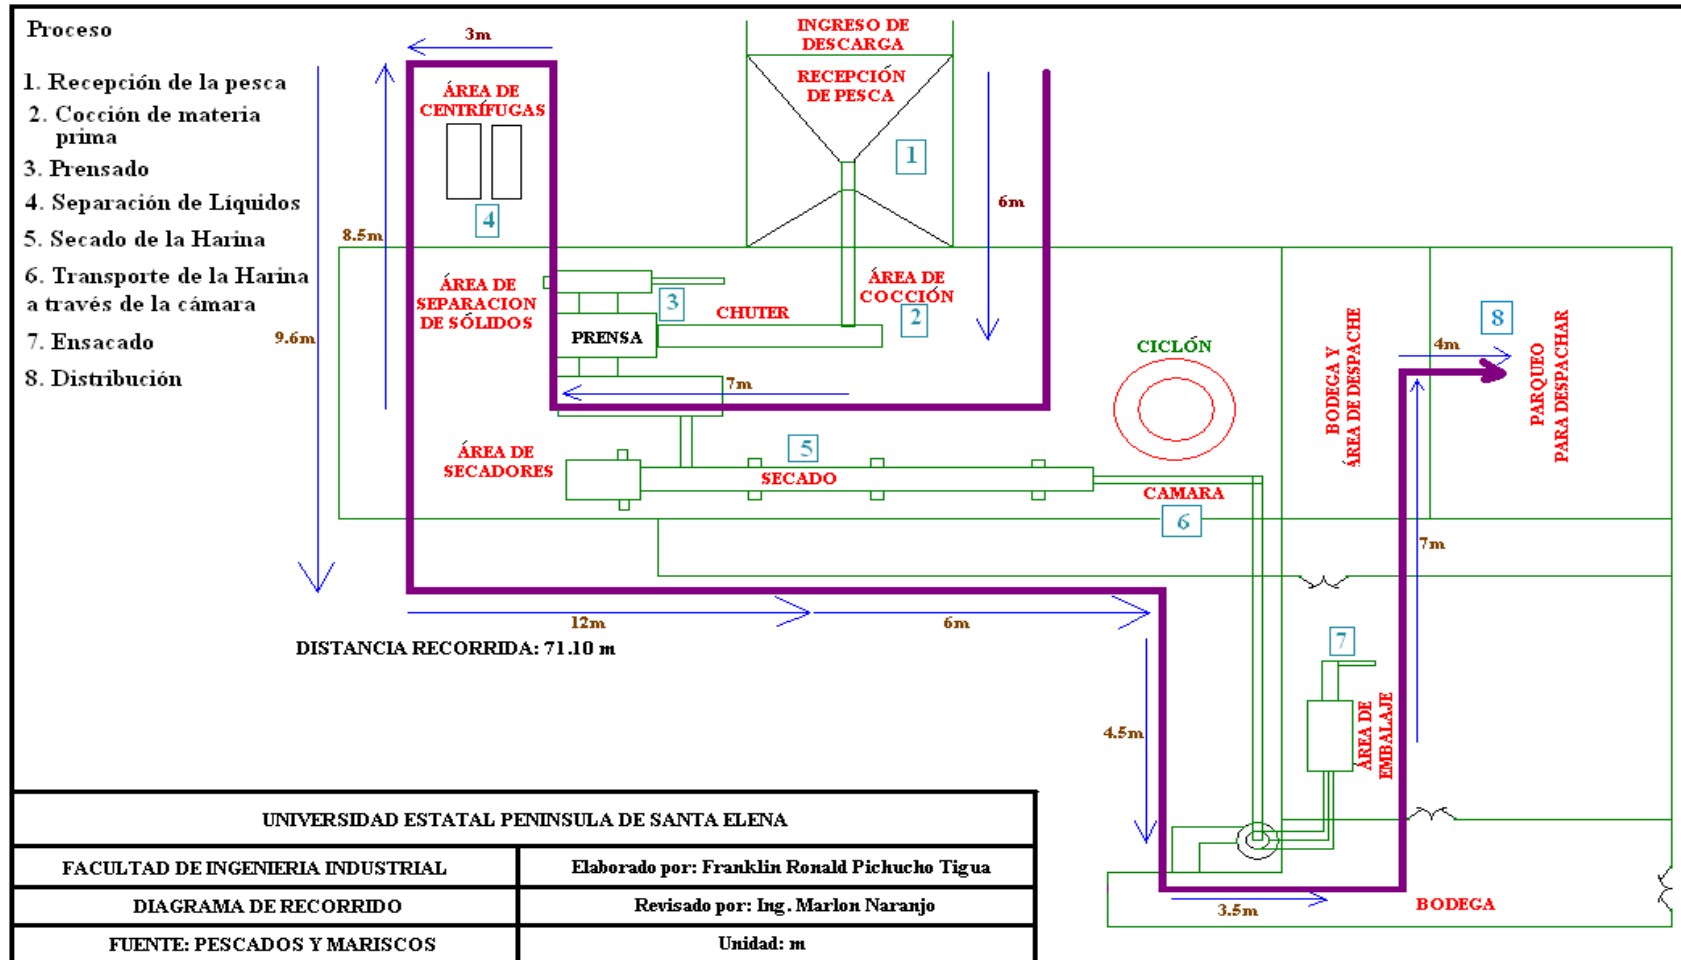 Proceso
1. Recepción de la pesca
2. Cocción de materia
prima
3. Prensado
4. Separación de Líquidos
5. Secado de la Harina
6. Transporte de la Harina
a través de la cámara
7. Ensacado
8. Distribución
3m
INGRESO DE
DESCARGA
RECEPCIÓN
DE PESCA
ÁREA DE
CENTRÍFUGAS
1
4
6m
8.5m
9.6m
ÁREA DE
SEPARACION
DE SÓLIDOS
3
CHUTER
PRENSA
ÁREA DE
COCCIÓN
2
7m
CICLÓN
BODEGA Y
ÁREA DE DESPACHE
8
4m
PARQUEO
PARA DESPACHAR
ÁREA DE
SECADORES
5
SECADO
CAMARA
6
7m
12m
6m
DISTANCIA RECORRIDA: 71.10 m
7
4.5m
ÁREA DE
EMBALAJE
3.5m
BODEGA
UNIVERSIDAD ESTATAL PENINSULA DE SANTA ELENA
FACULTAD DE INGENIERIA INDUSTRIAL
Elaborado por: Franklin Ronald Pichucho Tigua
DIAGRAMA DE RECORRIDO
Revisado por: Ing. Marlon Naranjo
FUENTE: PESCADOS Y MARISCOS
Unidad: m